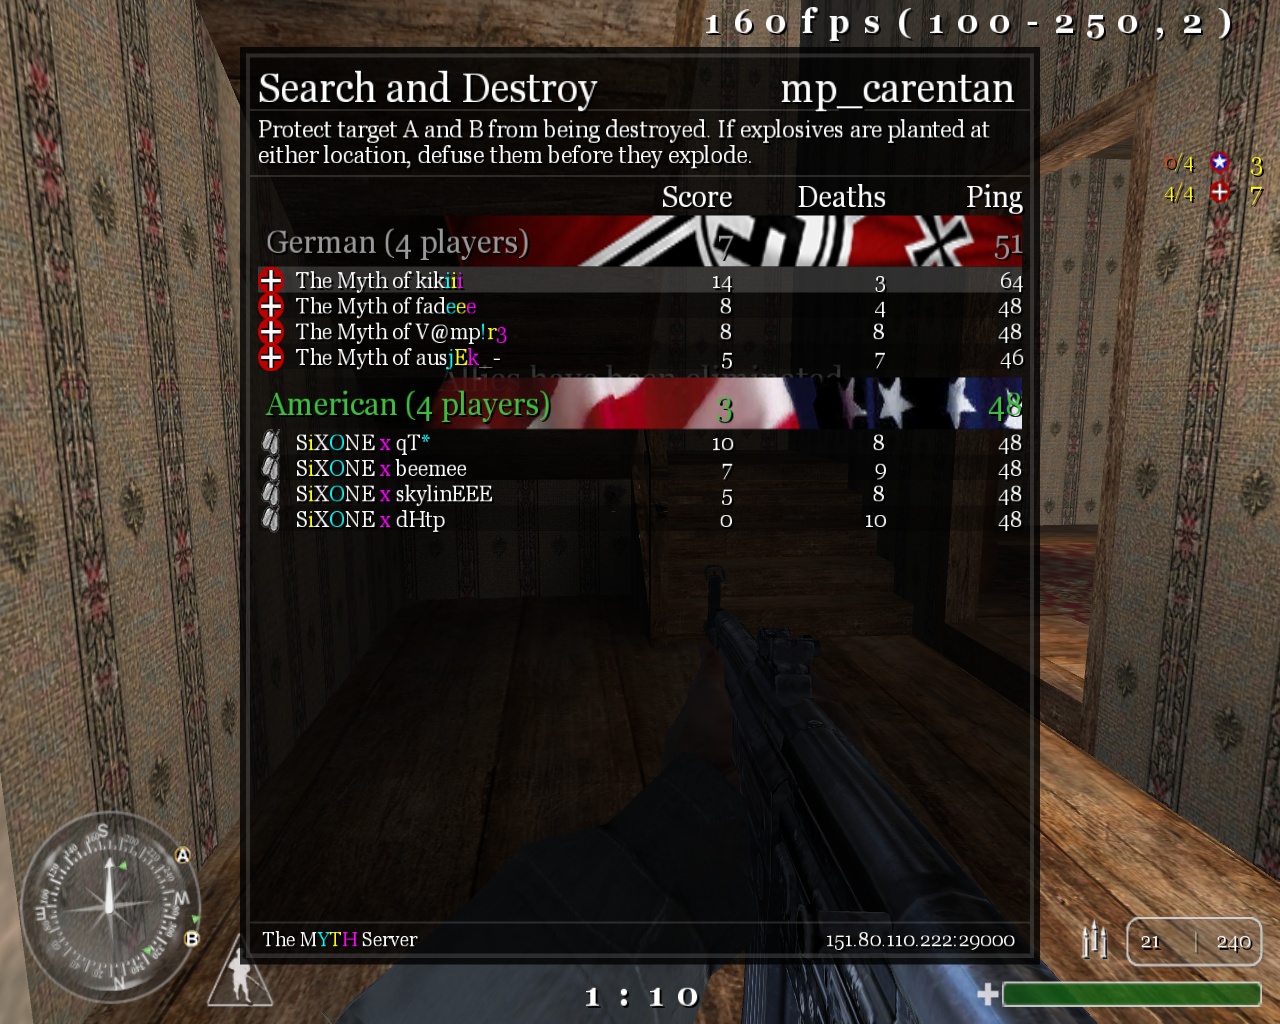 160fps(100-250,2)
Search and Destroy mp_carentan
Protect target A and B from being destroyed. If explosives are planted at
either location, defuse them before they explode.
Score Deaths Ping
0/4 3
4/4 7
German (4 players) 7 51
The Myth of kikiii 14 3 64
The Myth of fadeee 8 4 48
The Myth of V@mp!r3 8 8 48
The Myth of ausjEk_- 5 7 46
Allies have been eliminated
American (4 players) 3 48
SiXONE x qT* 10 8 48
SiXONE x beemee 7 9 48
SiXONE x skylinEEE 5 8 48
SiXONE x dHtp 0 10 48
S
A
W
E
B
N
The MYTH Server 151.80.110.222:29000
21 | 240
1:10